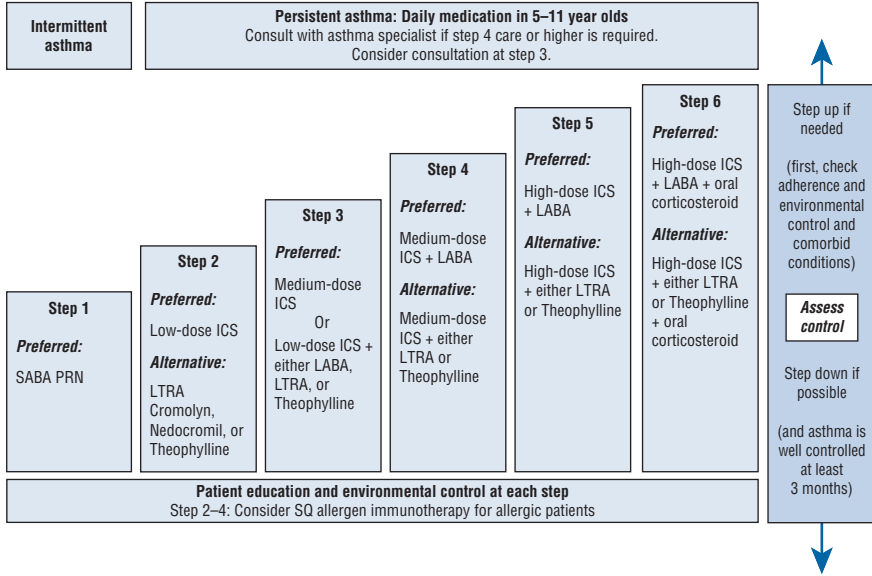 Intermittent
asthma
Persistent asthma: Daily medication in 5–11 year olds
Consult with asthma specialist if step 4 care or higher is required.
Consider consultation at step 3.
Step 1
Preferred:
SABA PRN
Step 2
Preferred:
Low-dose ICS
Alternative:
LTRA
Cromolyn,
Nedocromil, or
Theophylline
Step 3
Preferred:
Medium-dose
ICS
Or
Low-dose ICS +
either LABA,
LTRA, or
Theophylline
Step 4
Preferred:
Medium-dose
ICS + LABA
Alternative:
Medium-dose
ICS + either
LTRA or
Theophylline
Step 5
Preferred:
High-dose ICS
+ LABA
Alternative:
High-dose ICS
+ either LTRA
or Theophylline
Step 6
Preferred:
High-dose ICS
+ LABA + oral
corticosteroid
Alternative:
High-dose ICS
+ either LTRA
or Theophylline
+ oral
corticosteroid
Step up if
needed
(first, check
adherence and
environmental
control and
comorbid
conditions)
Assess
control
Step down if
possible
(and asthma is
well controlled
at least
3 months)
Patient education and environmental control at each step
Step 2–4: Consider SQ allergen immunotherapy for allergic patients